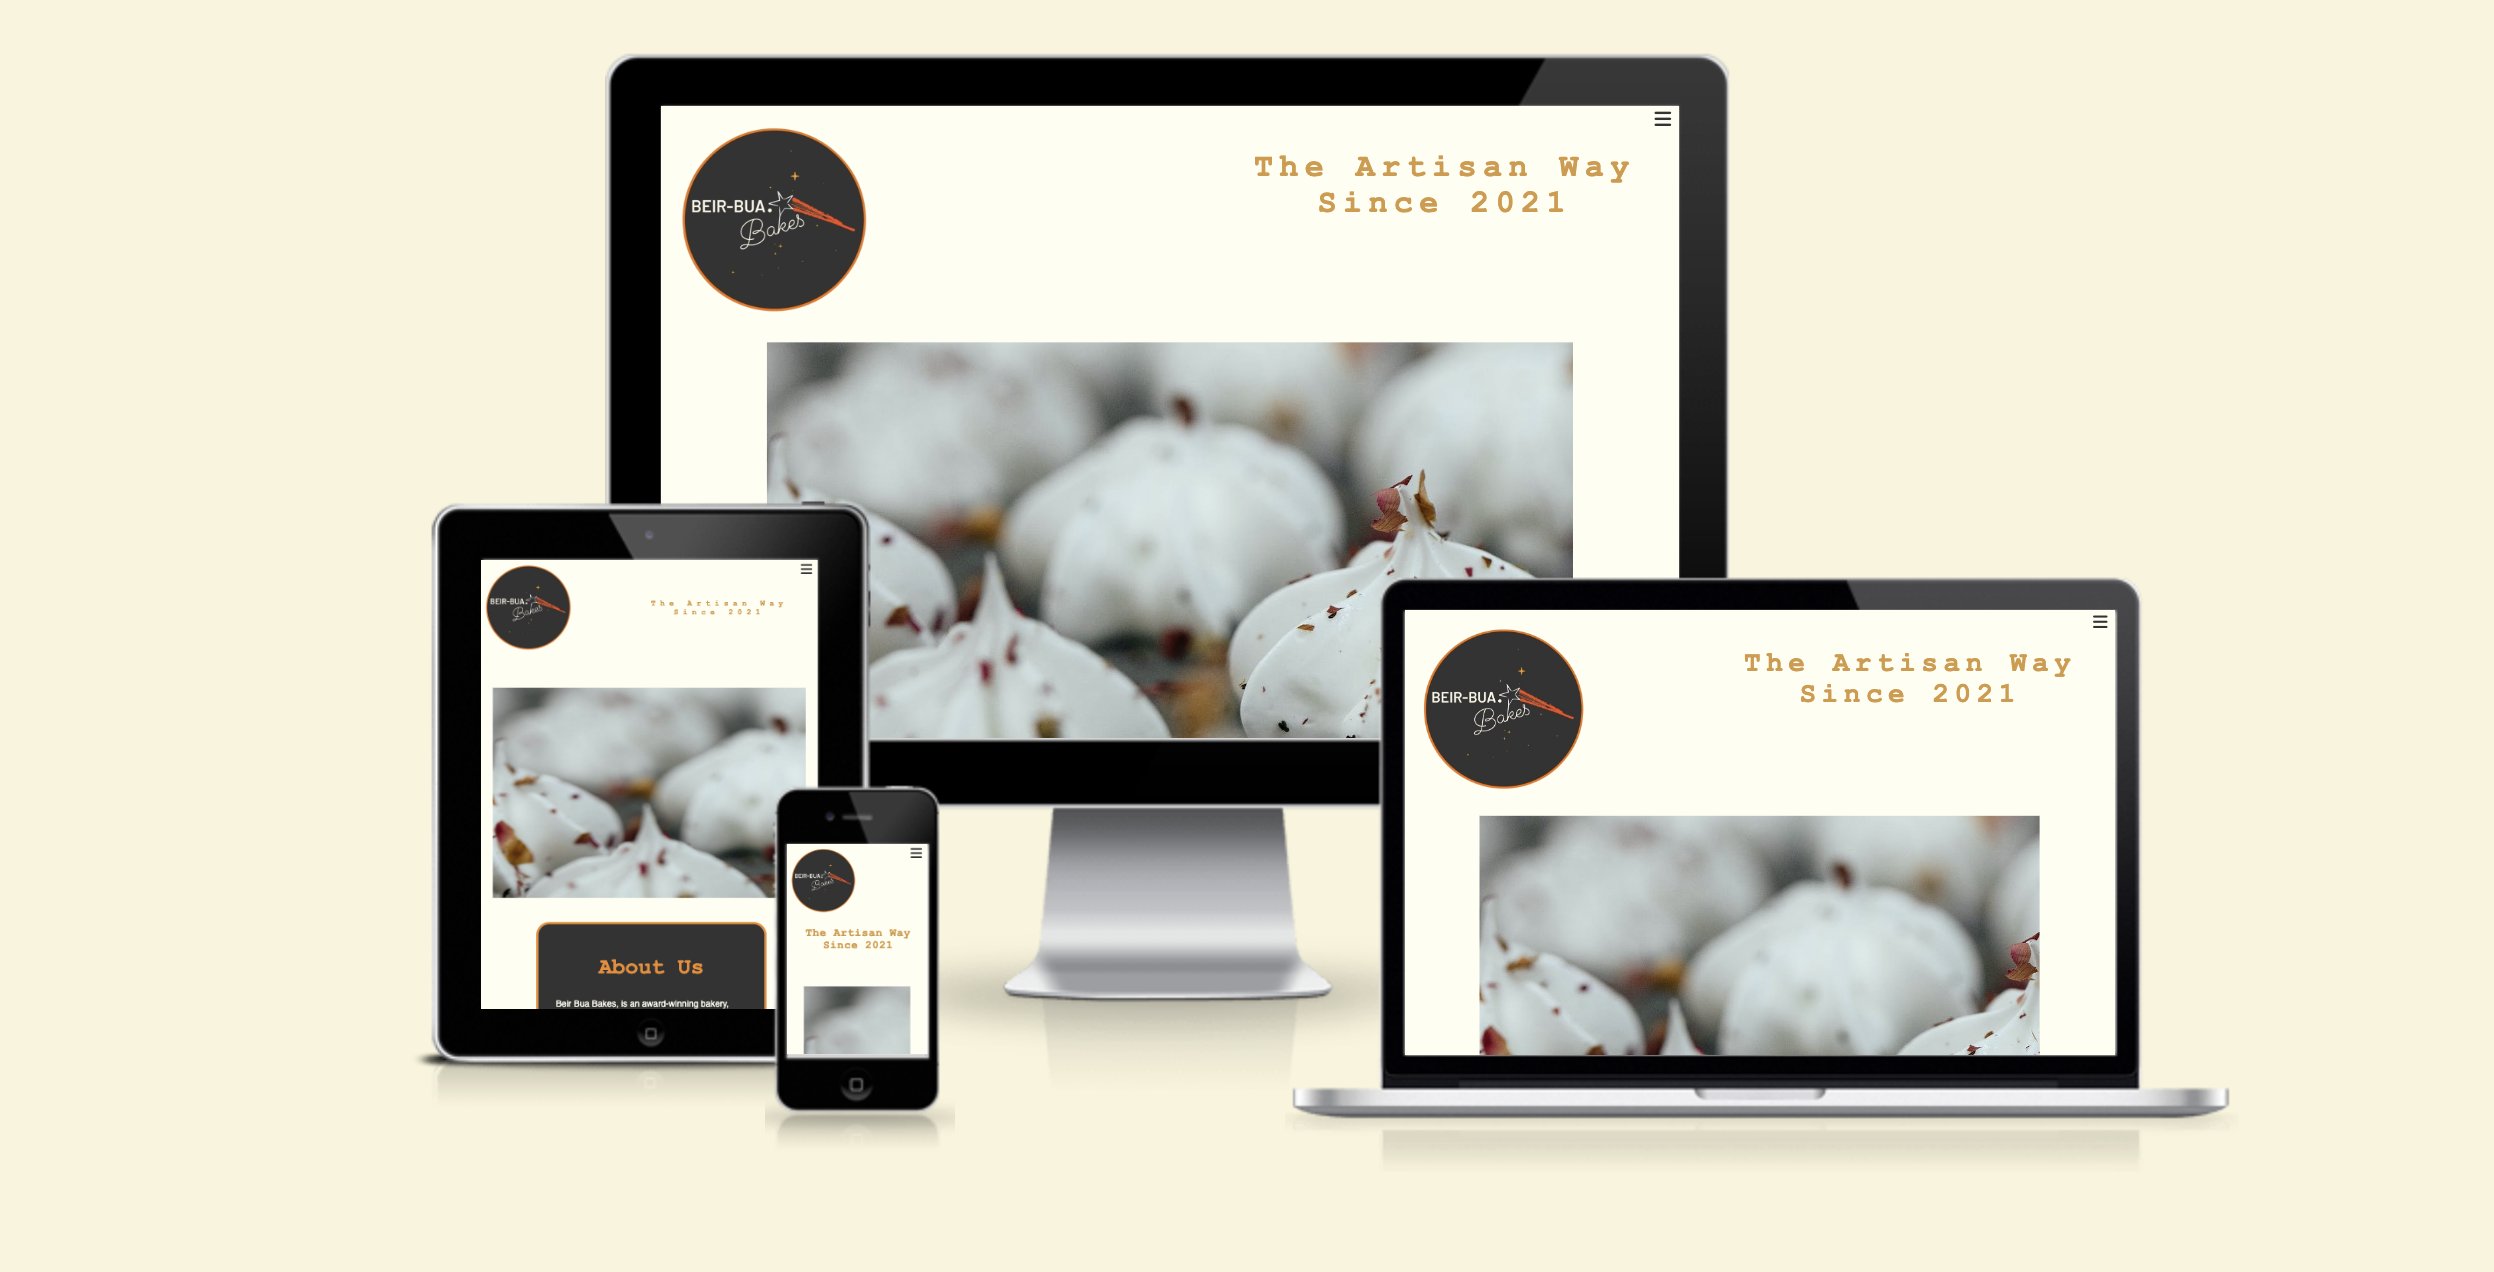 BEIR-BUA.
Bakes
The Artisan Way
Since 2021
BEIR-BUA.
Bakes
The Artisan Way
Since 2021
About Us
Beir Bua Bakes, is an award-winning bakery,
BEIR-BUA.
Bakes
The Artisan Way
Since 2021
BEIR-BUA.
Bakes
The Artisan Way
Since 2021